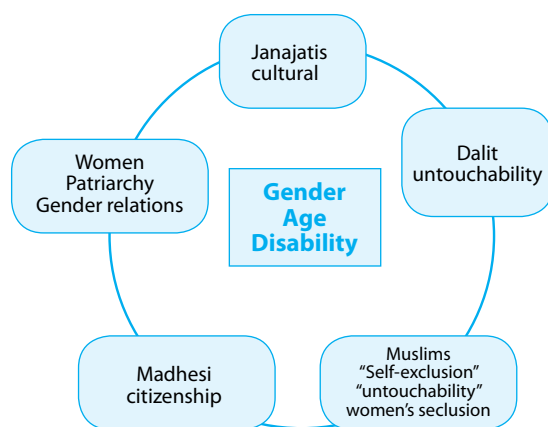 Janajatis
cultural
Dalit
untouchability
Muslims
“Self-exclusion”
“untouchability”
women’s seclusion
Madhesi
citizenship
Women
Patriarchy
Gender relations
Gender
Age
Disability